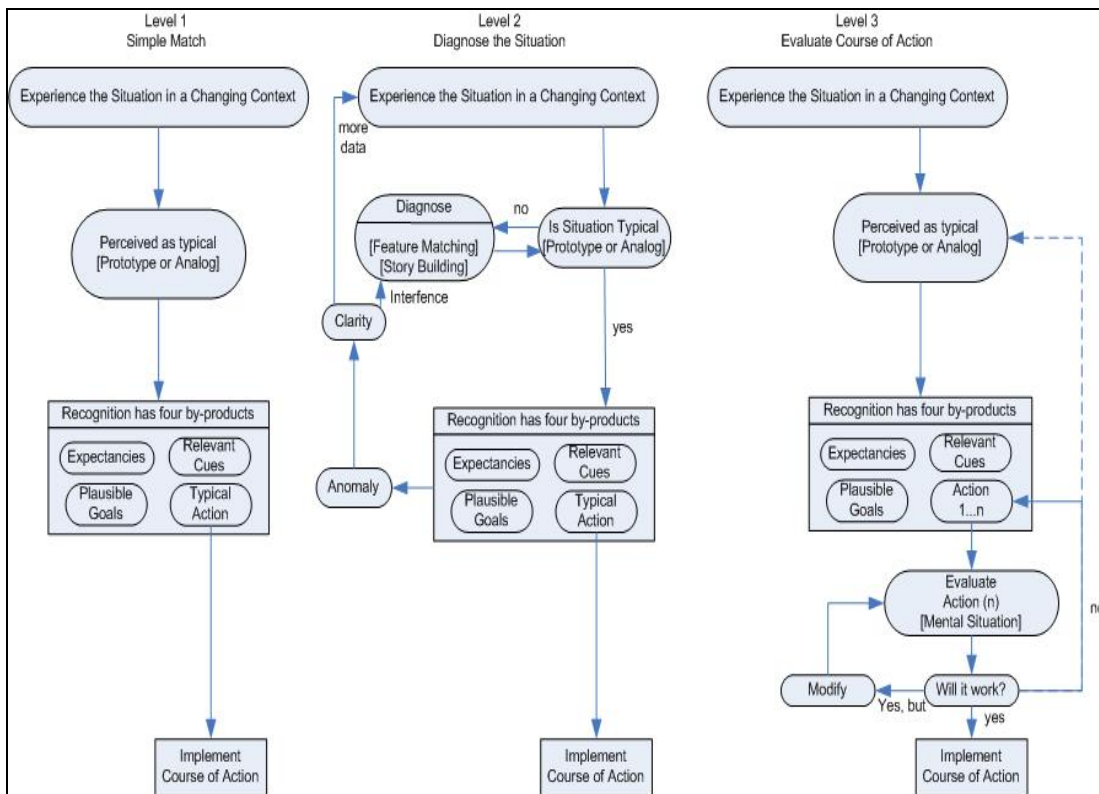 Level 1
Simple Match
Experience the Situation in a Changing Context
Perceived as typical
[Prototype or Analog]
Recognition has four by-products
Expectancies
Relevant
Cues
Plausible
Goals
Typical
Action
Implement
Course of Action
Level 2
Diagnose the Situation
Experience the Situation in a Changing Context
more
data
Diagnose
[Feature Matching]
[Story Building]
no
Is Situation Typical
[Prototype or Analog]
Interfence
Clarity
yes
Anomaly
Recognition has four by-products
Expectancies
Relevant
Cues
Plausible
Goals
Typical
Action
Implement
Course of Action
Level 3
Evaluate Course of Action
Experience the Situation in a Changing Context
Perceived as typical
[Prototype or Analog]
Recognition has four by-products
Expectancies
Relevant
Cues
Plausible
Goals
Action
1...n
Evaluate
Action (n)
[Mental Situation]
no
Modify
Yes, but
Will it work?
yes
Implement
Course of Action